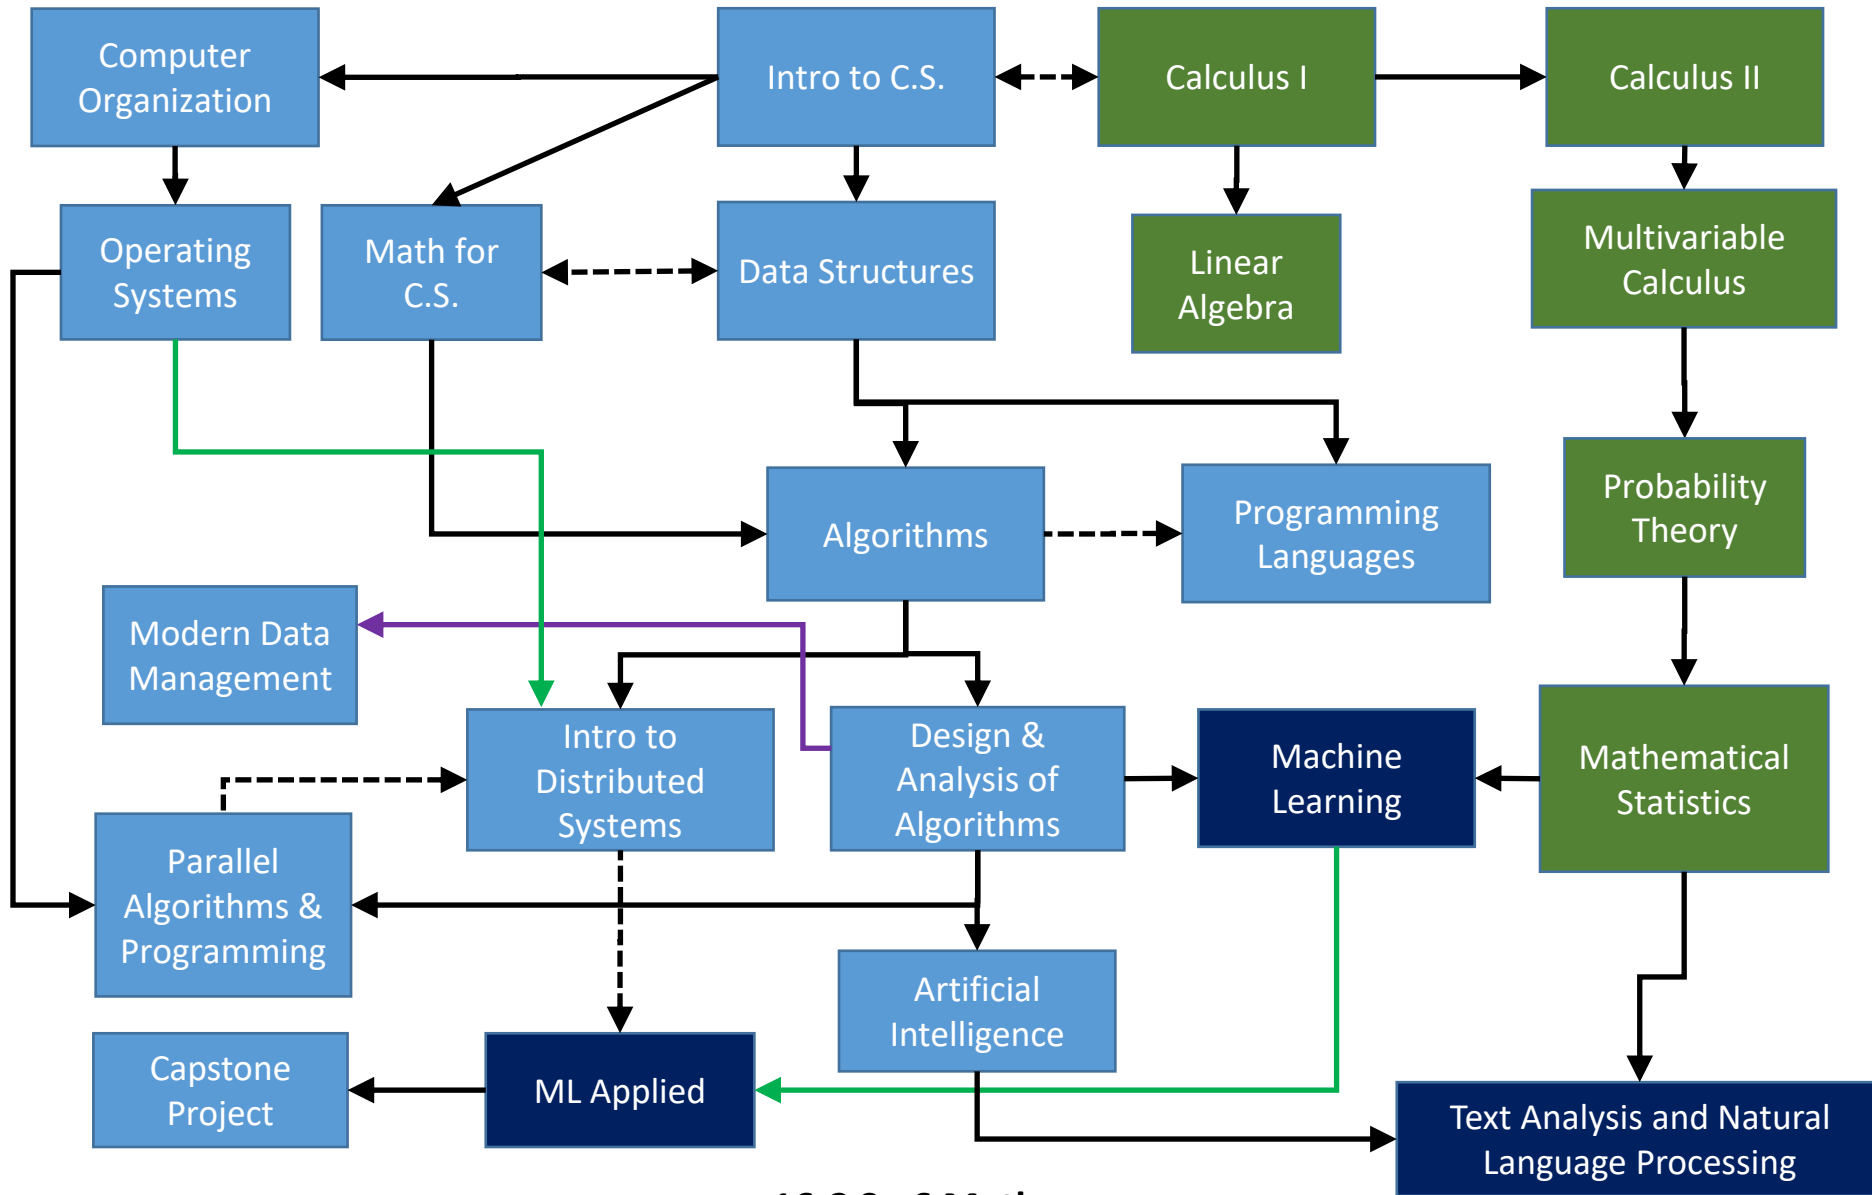 Computer
Organization
Intro to C.S.
Calculus I
Calculus II
Operating
Systems
Math for
C.S.
Data Structures
Linear
Algebra
Multivariable
Calculus
Algorithms
Programming
Languages
Probability
Theory
Modern Data
Management
Intro to
Distributed
Systems
Design &
Analysis of
Algorithms
Machine
Learning
Mathematical
Statistics
Parallel
Algorithms &
Programming
Artificial
Intelligence
Capstone
Project
ML Applied
Text Analysis and Natural
Language Processing